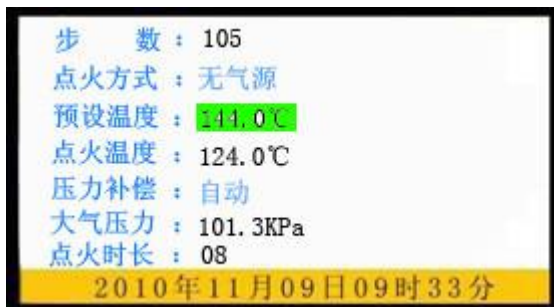 步 数：105
点火方式：无气源
预设温度：144.0℃
点火温度：124.0℃
压力补偿：自动
大气压力：101.3KPa
点火时长：08
2010年11月09日09时33分